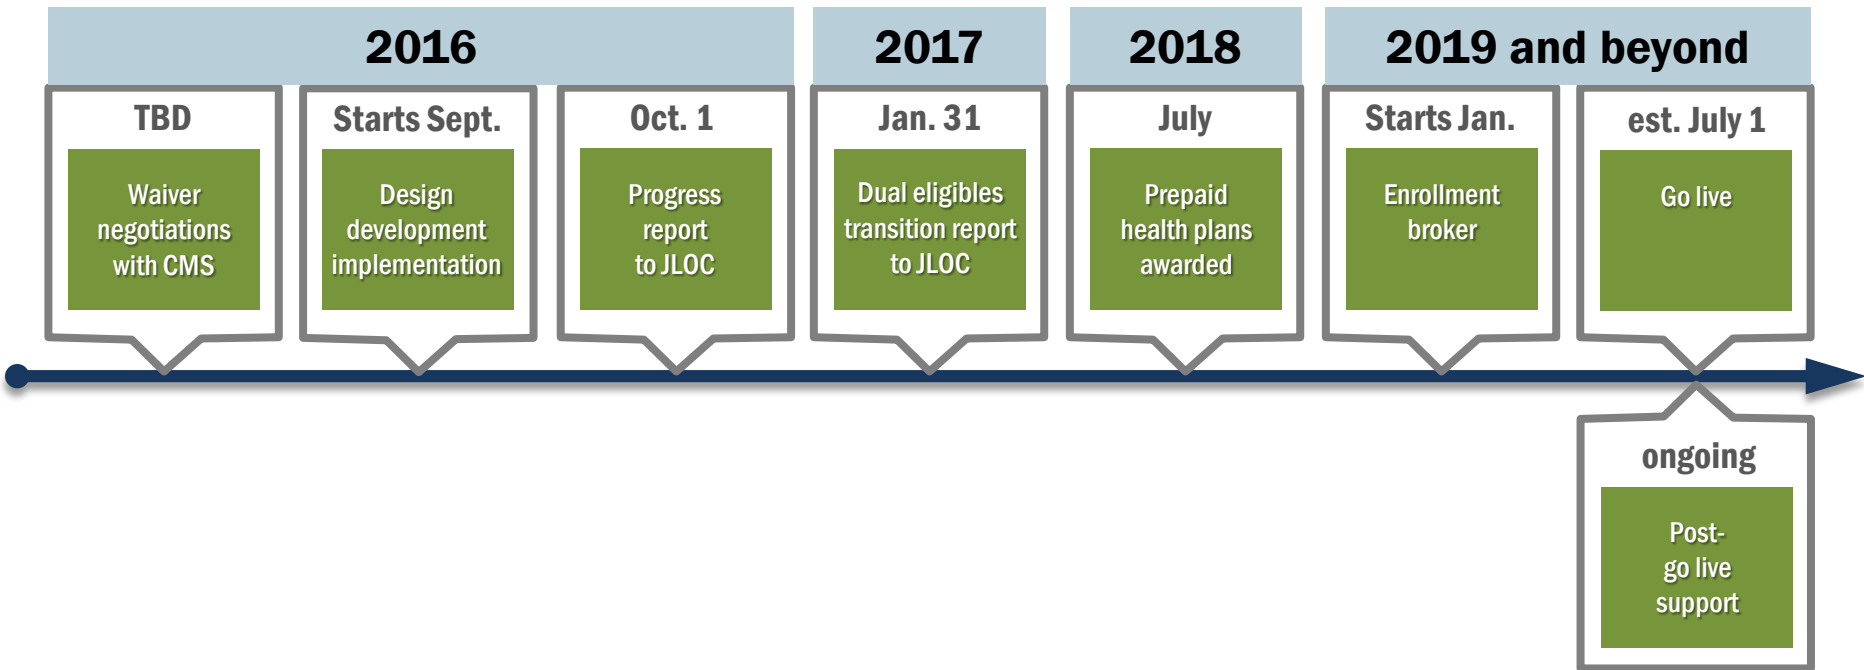 2016
2017
2018
2019 and beyond
TBD
Waiver
negotiations
with CMS
Starts Sept.
Design
development
implementation
Oct. 1
Progress
report
to JLOC
Jan. 31
Dual eligibles
transition report
to JLOC
July
Prepaid
health plans
awarded
Starts Jan.
Enrollment
broker
est. July 1
Go live
ongoing
Post-
go live
support